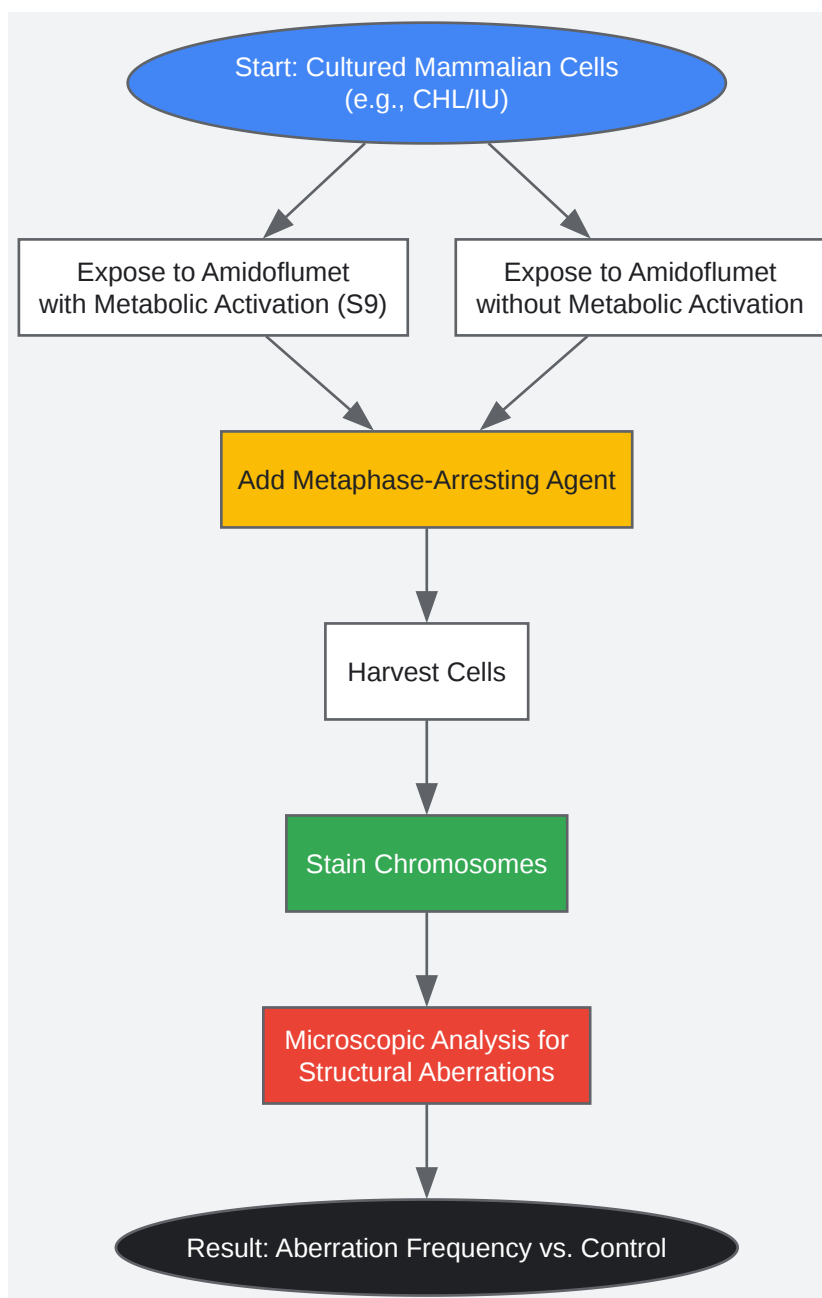 Start: Cultured Mammalian Cells
(e.g., CHL/IU)
Expose to Amidoflumet
with Metabolic Activation (S9)
Expose to Amidoflumet
without Metabolic Activation
Add Metaphase-Arresting Agent
Harvest Cells
Stain Chromosomes
Microscopic Analysis for
Structural Aberrations
Result: Aberration Frequency vs. Control